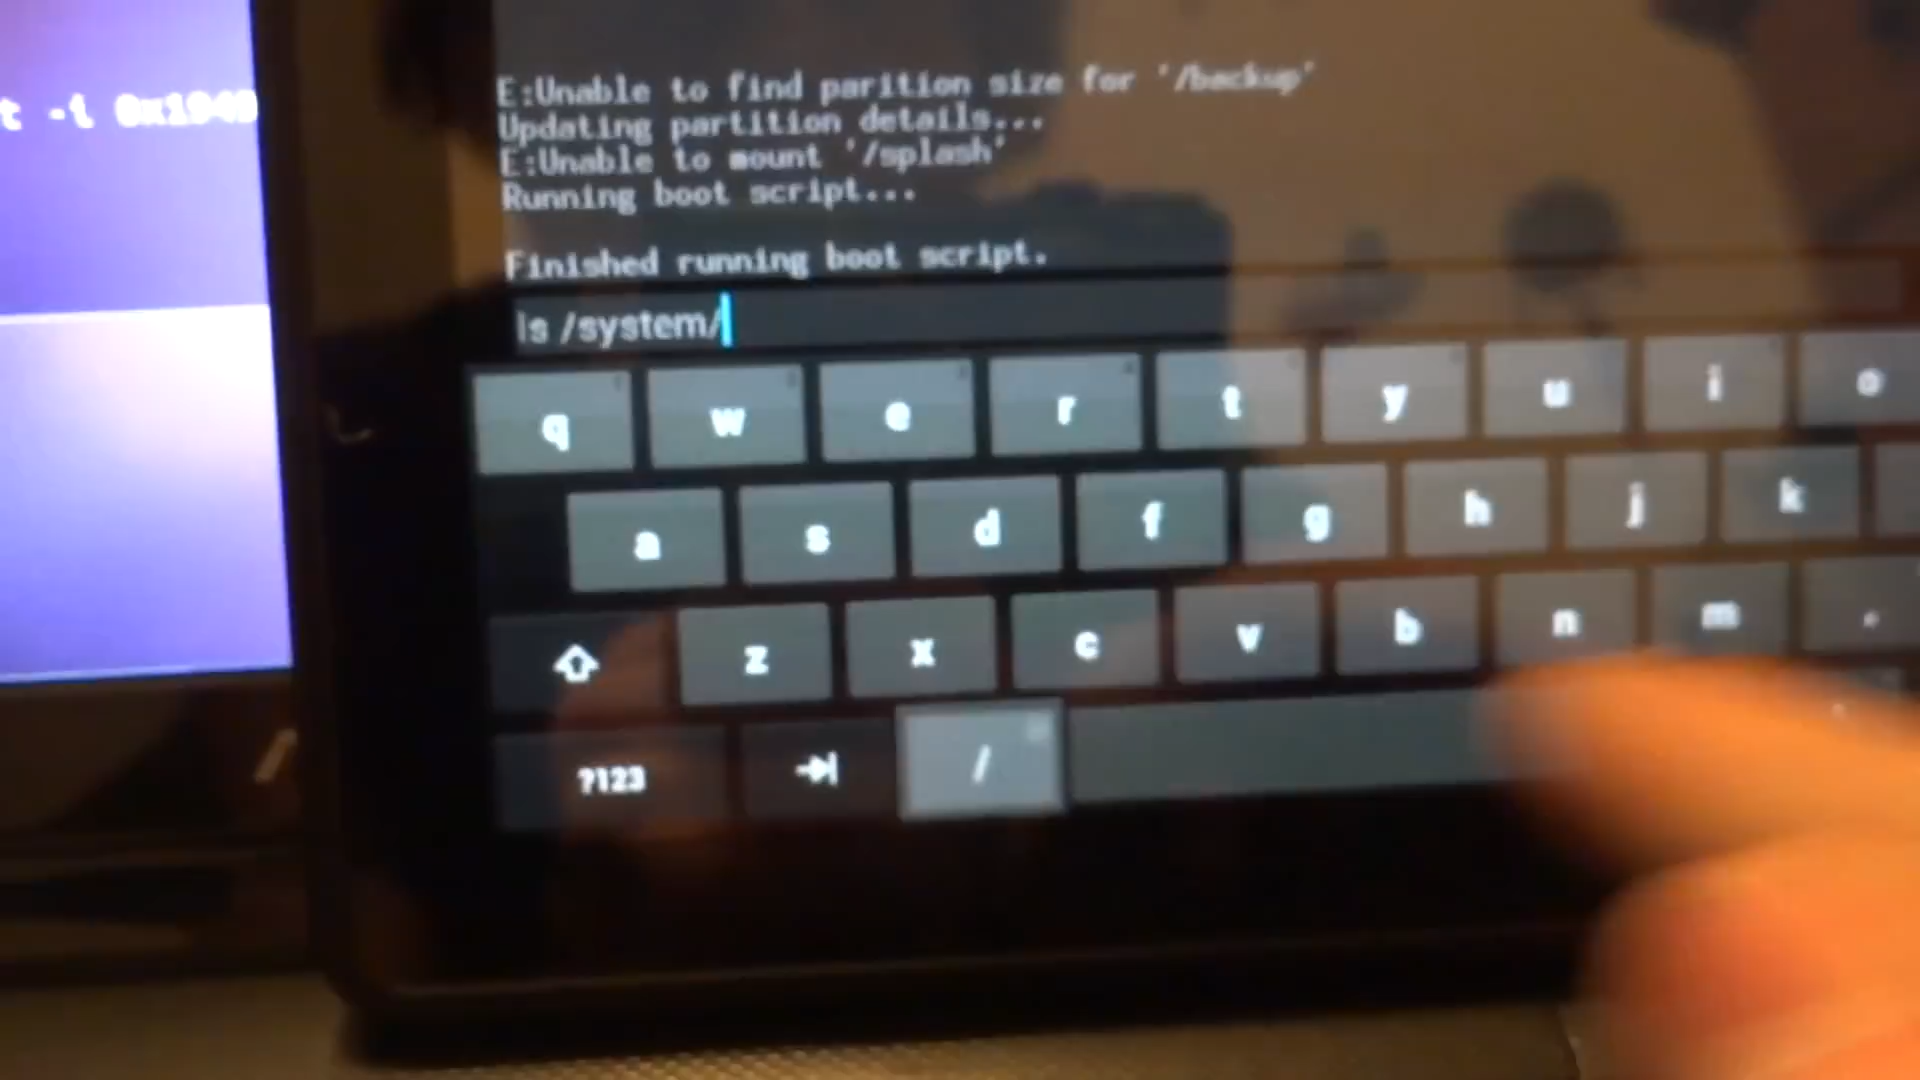 t -i 0x1949
E:Unable to find parition size for '/backup'
Updating partition details...
E:Unable to mount '/splash'
Running boot script...
Finished running boot script.
ls /system/
q w e r t y u i o
a s d f g h j k
z x c v b n m
?123 /